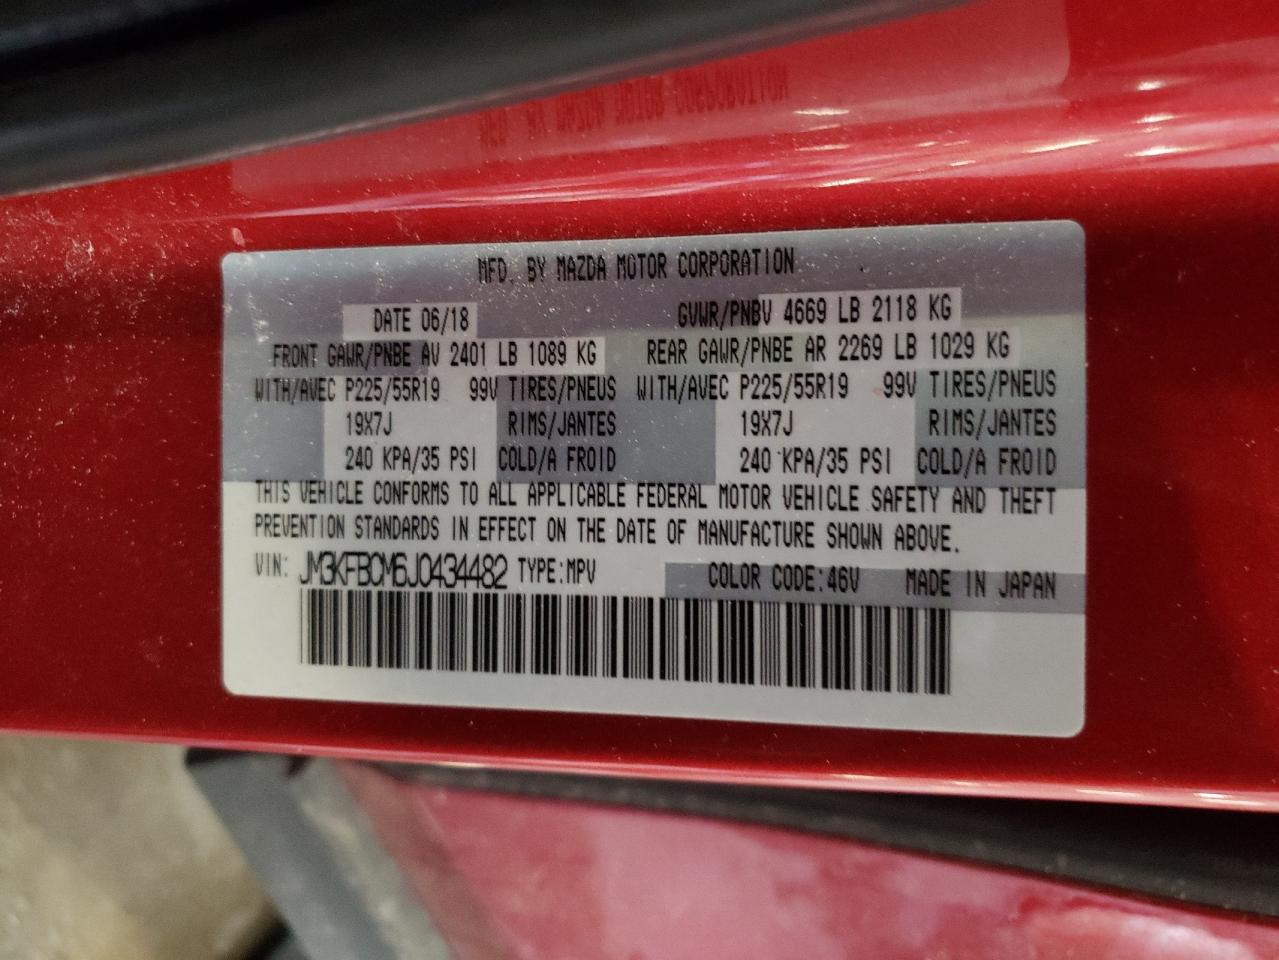 MFD. BY MAZDA MOTOR CORPORATION
DATE 06/18 GVWR/PNBV 4669 LB 2118 KG
FRONT GAWR/PNBE AV 2401 LB 1089 KG REAR GAWR/PNBE AR 2269 LB 1029 KG
WITH/AVEC P225/55R19 99V TIRES/PNEUS WITH/AVEC P225/55R19 99V TIRES/PNEUS
19X7J RIMS/JANTES 19X7J RIMS/JANTES
240 KPA/35 PSI COLD/A FROID 240 KPA/35 PSI COLD/A FROID
THIS VEHICLE CONFORMS TO ALL APPLICABLE FEDERAL MOTOR VEHICLE SAFETY AND THEFT
PREVENTION STANDARDS IN EFFECT ON THE DATE OF MANUFACTURE SHOWN ABOVE.
VIN: JM3KFBCM6J0434482 TYPE:MPV COLOR CODE:46V MADE IN JAPAN